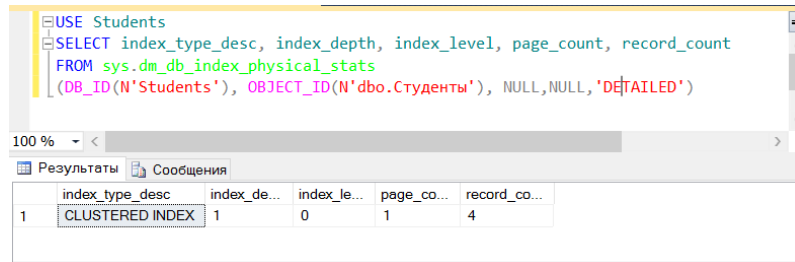 USE Students
SELECT index_type_desc, index_depth, index_level, page_count, record_count
FROM sys.dm_db_index_physical_stats
(DB_ID(N'Students'), OBJECT_ID(N'dbo.Студенты'), NULL,NULL,'DETAILED')
100 %
Результаты Сообщения
index_type_desc index_de... index_le... page_co... record_co...
1 CLUSTERED INDEX 1 0 1 4